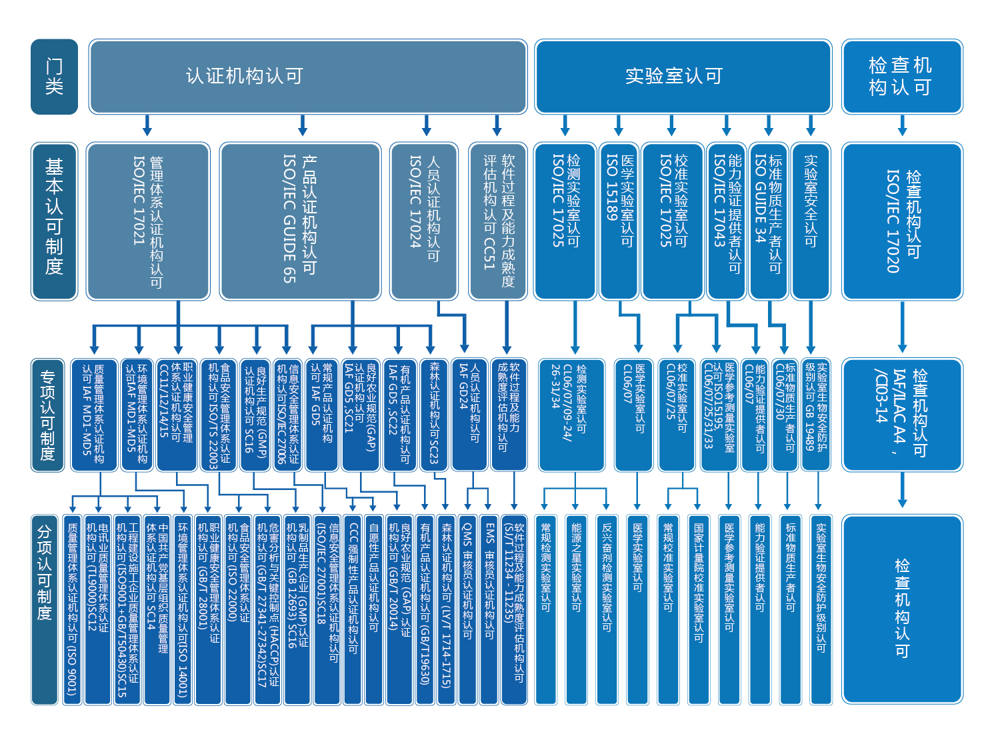 门类
认证机构认可
实验室认可
检查机
构认可
基本认可制度
管理体系认证机构认可
ISO/IEC 17021
产品认证机构认可
ISO/IEC GUIDE 65
人员认证机构认可
ISO/IEC 17024
软件过程及能力成熟度
评估机构认可 CC51
检测实验室认可
ISO/IEC 17025
医学实验室认可
ISO 15189
校准实验室认可
ISO/IEC 17025
能力验证提供者认可
ISO/IEC 17043
标准物质生产者认可
ISO GUIDE 34
实验室安全认可
检查机构认可
ISO/IEC 17020
专项认可制度
质量管理体系认证机构
认可 IAF MD1-MD5
环境管理体系认证机构
认可IAF MD1-MD5
职业健康安全管理
体系认证机构认可
CC11/12/14/15
食品安全管理体系认证
机构认可ISO/TS 22003
良好生产规范 (GMP)
认证机构认可 SC16
信息安全管理体系认证
机构认可ISO/IEC 27006
常规产品认证机构
认可 IAF GD5
良好农业规范(GAP)
认证机构认可
IAF GD5 ,SC21
有机产品认证机构认可
IAF GD5 ,SC22
森林认证机构认可SC23
人员认证机构认可
IAF GD24
软件过程及能力
成熟度评估机构认可
检测实验室认可
CL06/07/09-24/
26-31/34
医学实验室认可
CL06/07
校准实验室认可
CL06/07/25
医学参考测量实验室
认可 ISO15195,
CL06/07/25/31/33
能力验证提供者认可
CL06/07
标准物质生产者认可
CL06/07/30
实验室生物安全防护
级别认可 GB 19489
检查机构认可
IAF/ILAC A4 ,
/CI03-14
分项认可制度
质量管理体系认证机构认可 (ISO 9001)
电讯业质量管理体系认证
机构认可 (TL9000)SC12
工程建设施工企业质量管理体系认证
机构认可 (ISO9001+GB/T50430)SC15
中国共产党基层组织质量管理
体系认证机构认可 SC14
环境管理体系认证机构认可(ISO 14001)
职业健康安全管理体系认证
机构认可 (GB/T 28001)
食品安全管理体系认证
机构认可 (ISO 22000)
危害分析与关键控制点 (HACCP)认证
机构认可 (GB/T 27341-27342)SC17
乳制品生产企业 (GMP)认证
机构认可 (GB 12693) SC16
信息安全管理体系认证机构认可
(ISO/IEC 27001)SC18
CCC 强制性产品认证机构认可
自愿性产品认证机构认可
良好农业规范 (GAP) 认证
机构认可 (GB/T 20014)
有机产品认证机构认可 (GB/T19630)
森林认证机构认可 (LY/T 1714-1715)
QMS 审核员认证机构认可
EMS 审核员认证机构认可
软件过程及能力成熟度评估机构认可
(SJ/T 11234 - 11235)
常规检测实验室认可
能源之星实验室认可
反兴奋剂检测实验室认可
医学实验室认可
常规校准实验室认可
国家计量院校准实验室认可
医学参考测量实验室认可
能力验证提供者认可
标准物质生产者认可
实验室生物安全防护级别认可
检查机构认可